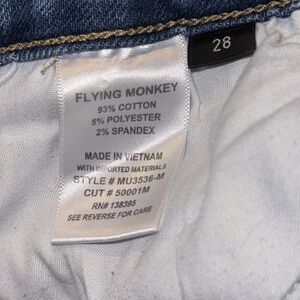 28
FLYING MONKEY
93% COTTON
5% POLYESTER
2% SPANDEX
MADE IN VIETNAM
WITH IMPORTED MATERIALS
STYLE # MU3536-M
CUT # 50001M
RN# 138395
SEE REVERSE FOR CARE